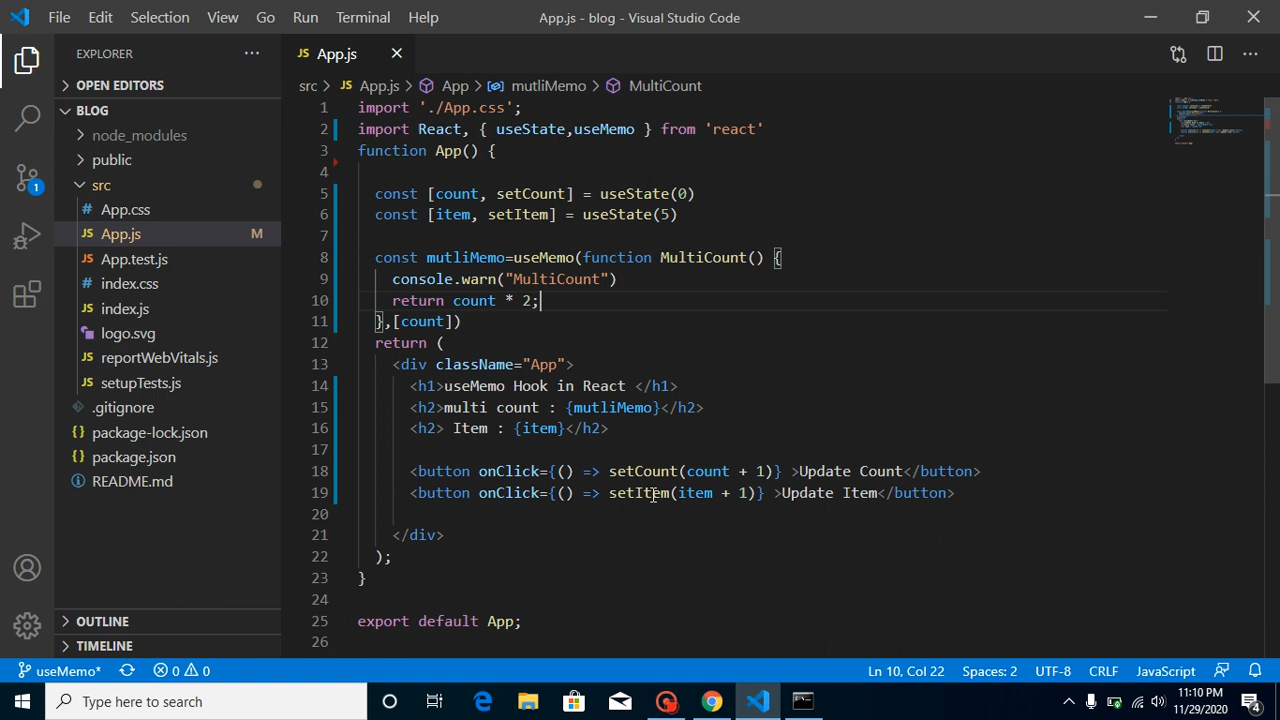 File Edit Selection View Go Run Terminal Help App.js - blog - Visual Studio Code
EXPLORER
JS App.js
OPEN EDITORS
src > JS App.js > App > mutliMemo > MultiCount
BLOG
node_modules
public
src
# App.css
JS App.js M
JS App.test.js
# index.css
JS index.js
logo.svg
JS reportWebVitals.js
JS setupTests.js
.gitignore
{} package-lock.json
{} package.json
README.md
OUTLINE
TIMELINE
1
1 import './App.css';
2 import React, { useState,useMemo } from 'react'
3 function App() {
4
5 const [count, setCount] = useState(0)
6 const [item, setItem] = useState(5)
7
8 const mutliMemo=useMemo(function MultiCount() {
9 console.warn("MultiCount")
10 return count * 2;
11 },[count])
12 return (
13 <div className="App">
14 <h1>useMemo Hook in React </h1>
15 <h2>multi count : {mutliMemo}</h2>
16 <h2> Item : {item}</h2>
17
18 <button onClick={() => setCount(count + 1)} >Update Count</button>
19 <button onClick={() => setItem(item + 1)} >Update Item</button>
20
21 </div>
22 );
23 }
24
25 export default App;
26
useMemo* 0 0 Ln 10, Col 22 Spaces: 2 UTF-8 CRLF JavaScript
Type here to search
11:10 PM
11/29/2020
4